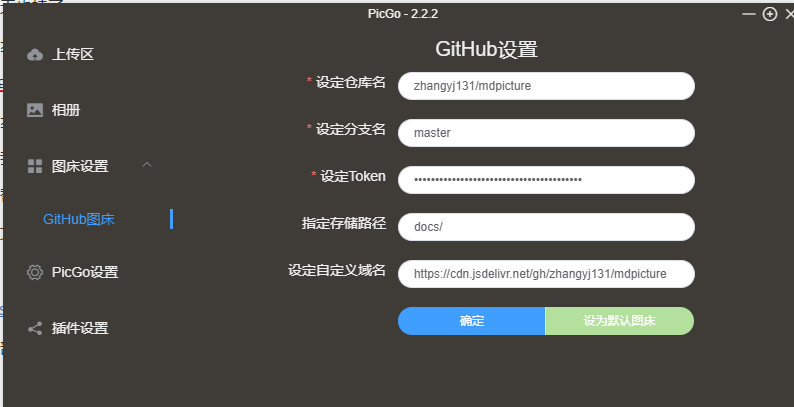 PicGo - 2.2.2
上传区
相册
图床设置
GitHub图床
PicGo设置
插件设置
GitHub设置
* 设定仓库名 zhangyj131/mdpicture
* 设定分支名 master
* 设定Token ••••••••••••••••••••••••••••••••••••••••
指定存储路径 docs/
设定自定义域名 https://cdn.jsdelivr.net/gh/zhangyj131/mdpicture
确定 设为默认图床